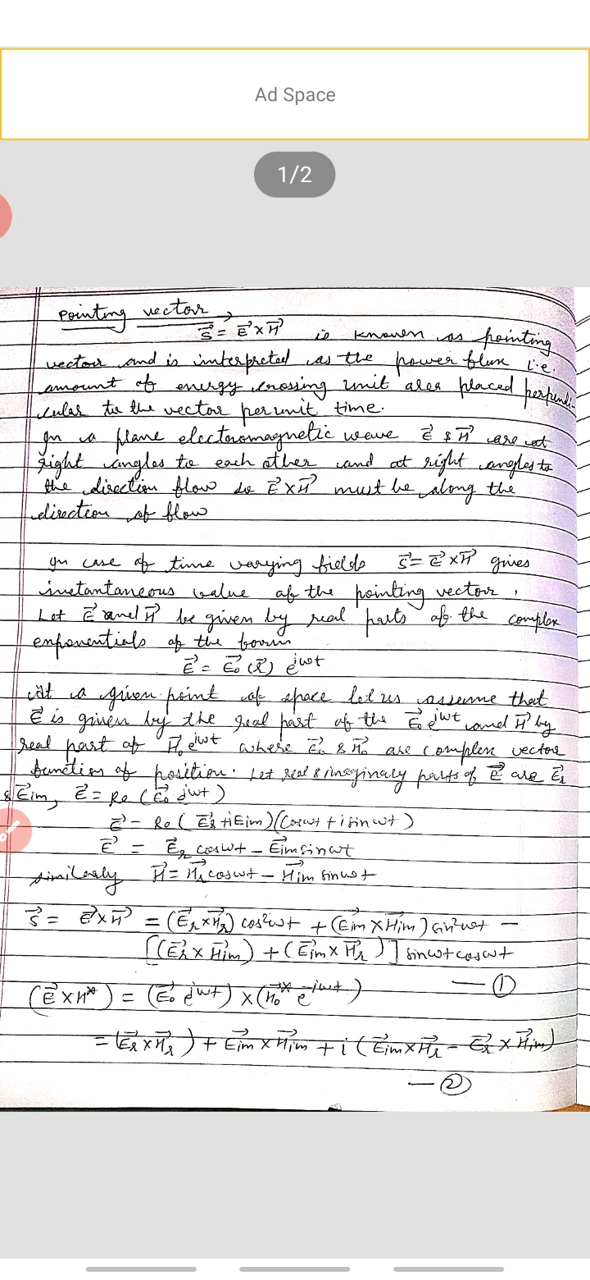 Ad Space
1/2
Pointing vector
S⃗ = E⃗ x H⃗ is known as pointing
vector and is interpreted as the power flux i.e.
amount of energy crossing unit area placed perpendi
cular to the vector per unit time.
In a plane electromagnetic wave E⃗ & H⃗ are at
right angles to each other and at right angles to
the direction flow so E⃗ x H⃗ must be along the
direction of flow
In case of time varying fields S⃗ = E⃗ x H⃗ gives
instantaneous value of the pointing vector.
Let E⃗ and H⃗ be given by real parts of the complex
exponentials of the form
E⃗ = E⃗₀ (r⃗) e^jωt
At a given point of space let us assume that
E⃗ is given by the real part of the E⃗₀ e^jωt and H⃗ by
real part of H⃗₀ e^jωt where E⃗₀ & H⃗₀ are complex vector
function of position. Let real & imaginary parts of E⃗ are E⃗r
& E⃗im, E⃗ = Re (E⃗₀ e^jωt)
E⃗ = Re (E⃗r + iEim)(cosωt + i sinωt)
E⃗ = E⃗r cosωt - E⃗im sinωt
similarly H⃗ = H⃗r cosωt - H⃗im sinωt
S⃗ = E⃗ x H⃗ = (E⃗r x H⃗r) cos²ωt + (E⃗im x H⃗im) sin²ωt -
[(E⃗r x H⃗im) + (E⃗im x H⃗r)] sinωt cosωt
— ①
(E⃗ x H*) = (E⃗₀ e^jωt) x (H⃗₀* e^-iωt)
= (E⃗r x H⃗r) + E⃗im x H⃗im + i (E⃗im x H⃗r - E⃗r x H⃗im)
— ②